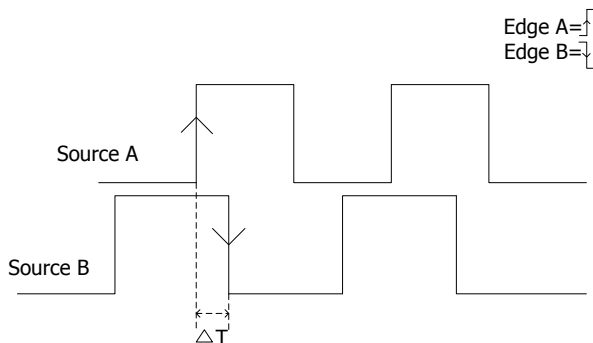 Edge A=
Edge B=
Source A
Source B
△T